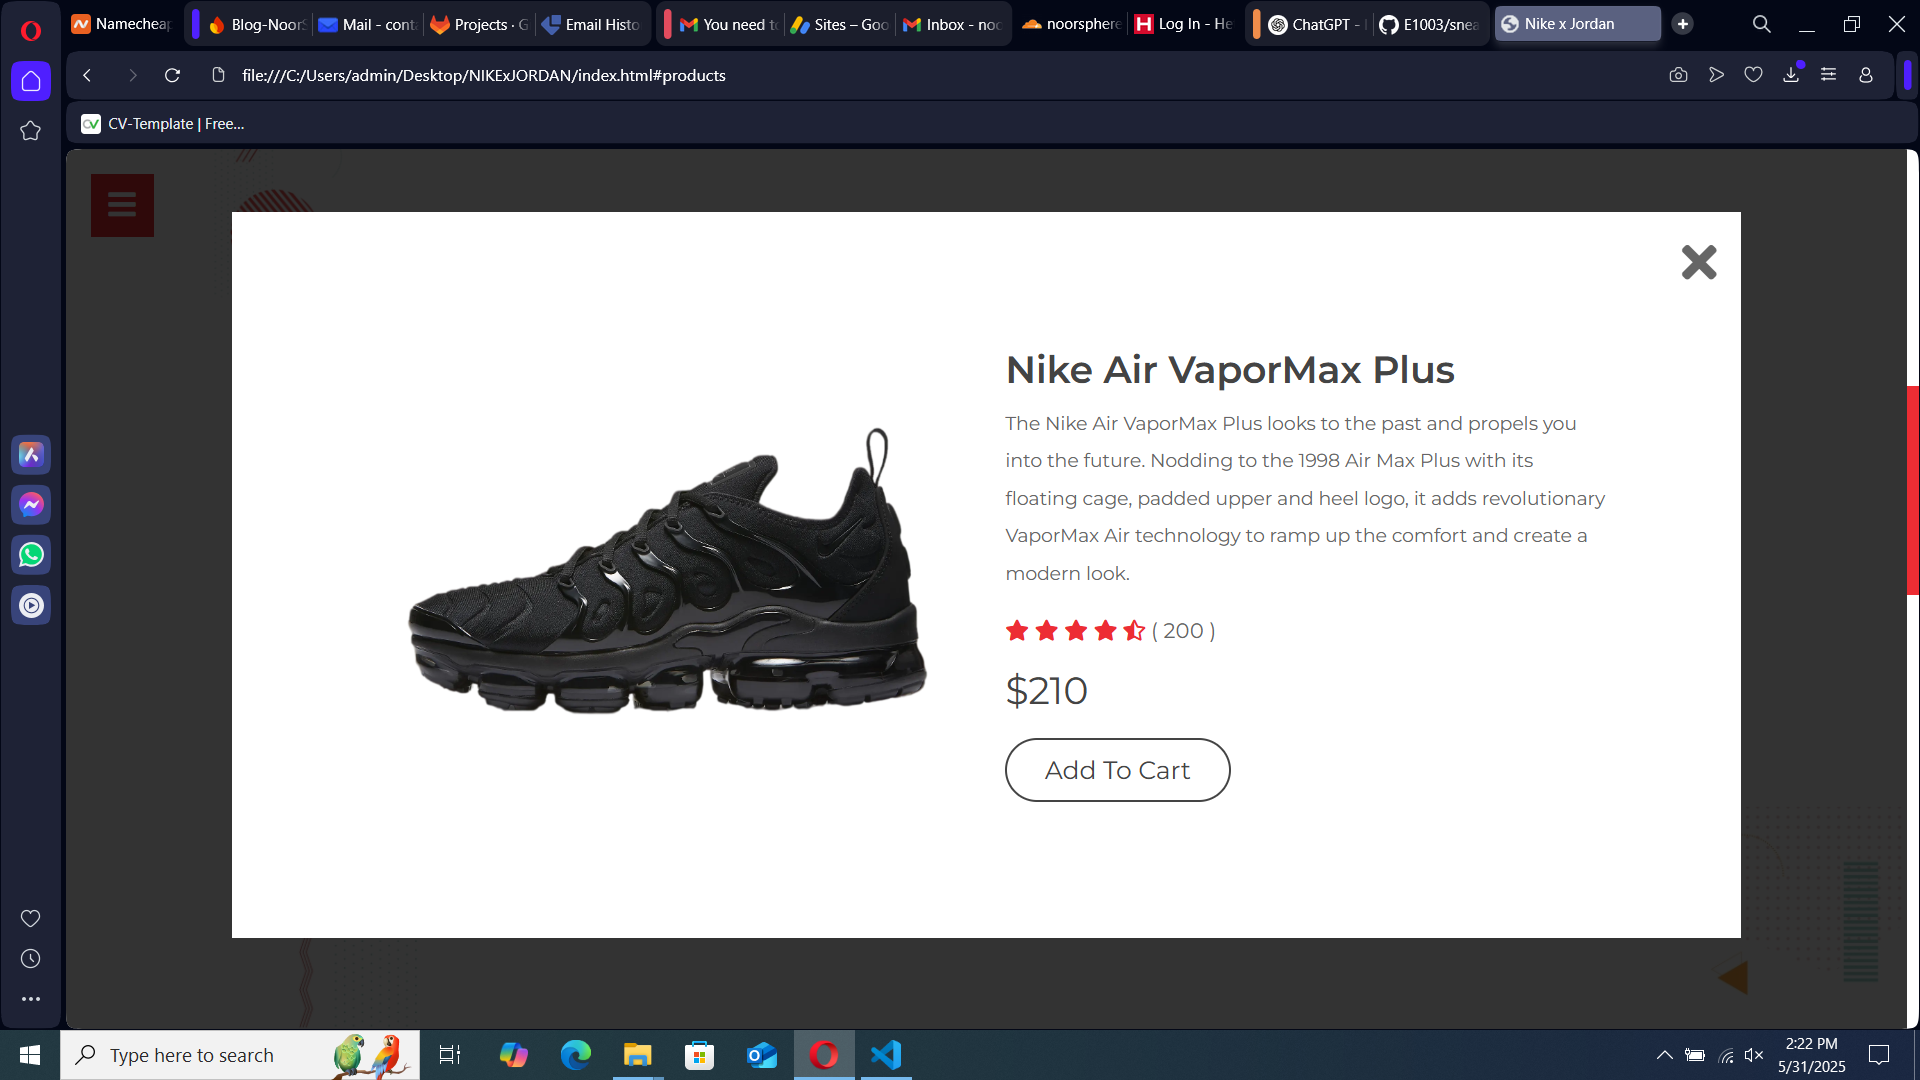 Namecheap
Blog-NoorS
Mail - conta
Projects · G
Email Histo
You need to
Sites – Goo
Inbox - noo
noorsphere
Log In - He
ChatGPT -
E1003/snea
Nike x Jordan
file:///C:/Users/admin/Desktop/NIKExJORDAN/index.html#products
CV-Template | Free...
Nike Air VaporMax Plus
The Nike Air VaporMax Plus looks to the past and propels you
into the future. Nodding to the 1998 Air Max Plus with its
floating cage, padded upper and heel logo, it adds revolutionary
VaporMax Air technology to ramp up the comfort and create a
modern look.
( 200 )
$210
Add To Cart
Type here to search
2:22 PM
5/31/2025